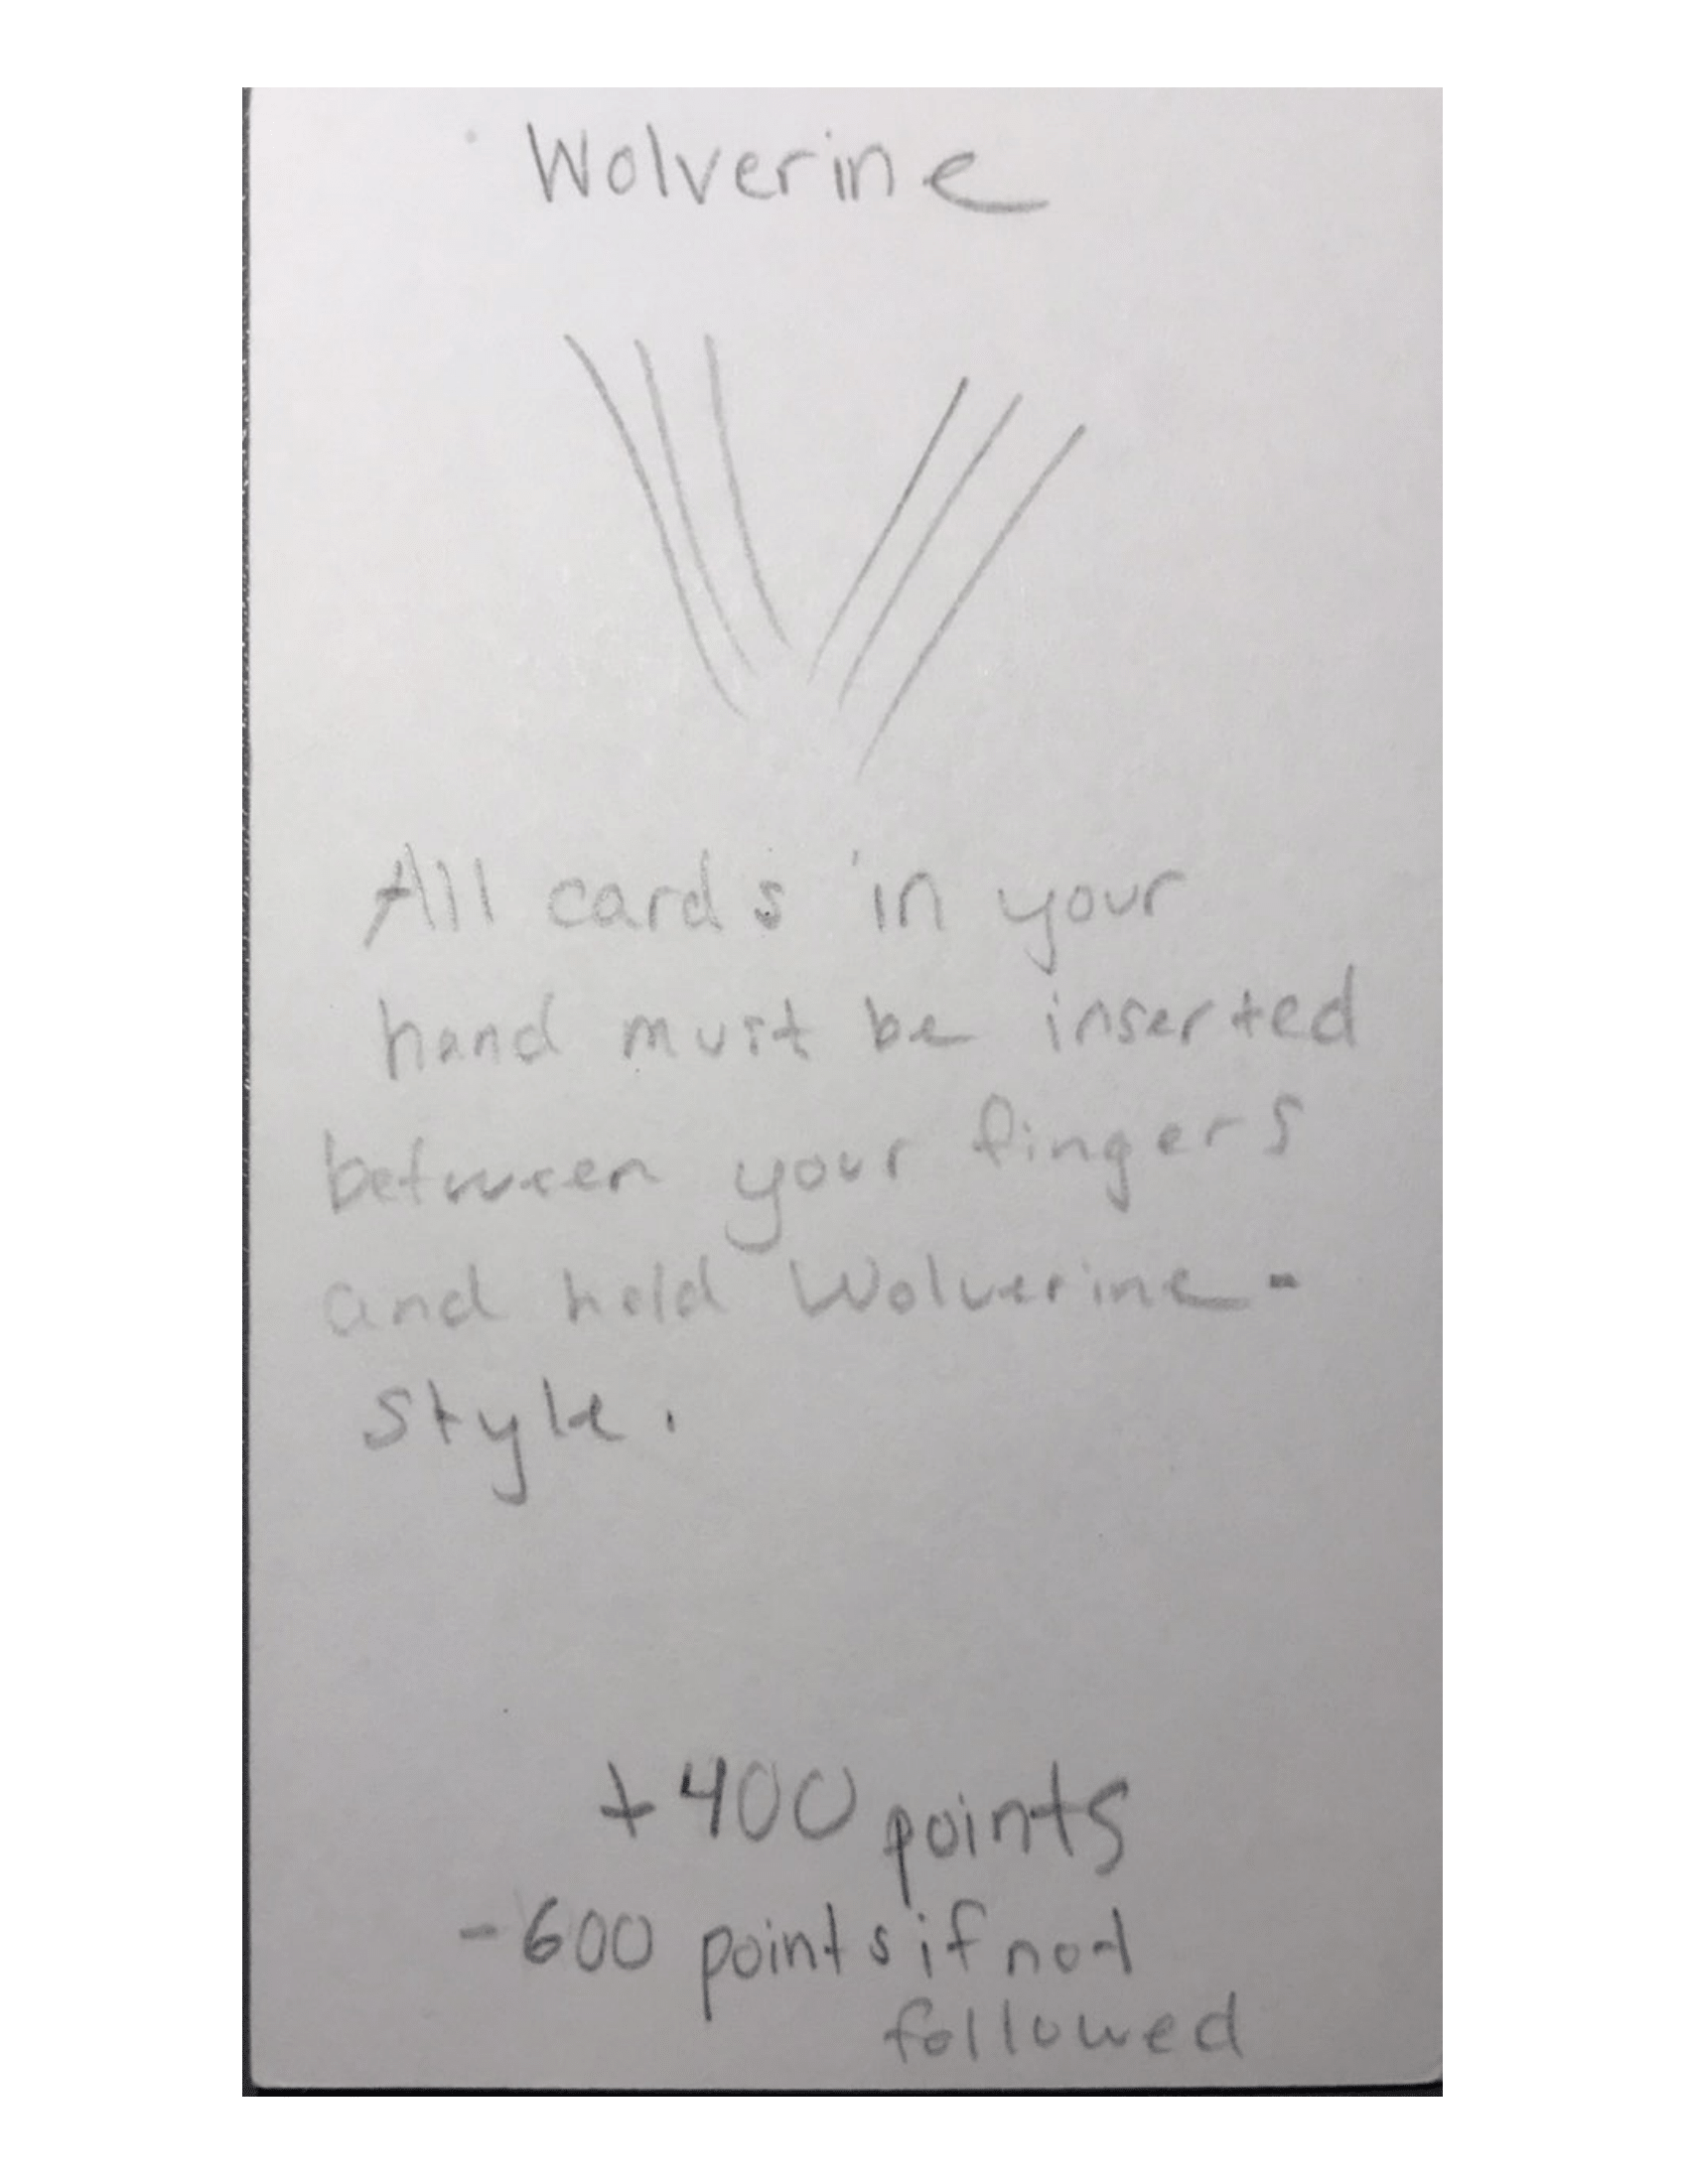 Wolverine
All cards in your
hand must be inserted
between your fingers
and hold Wolverine-
style.
+400 points
-600 points if not
followed